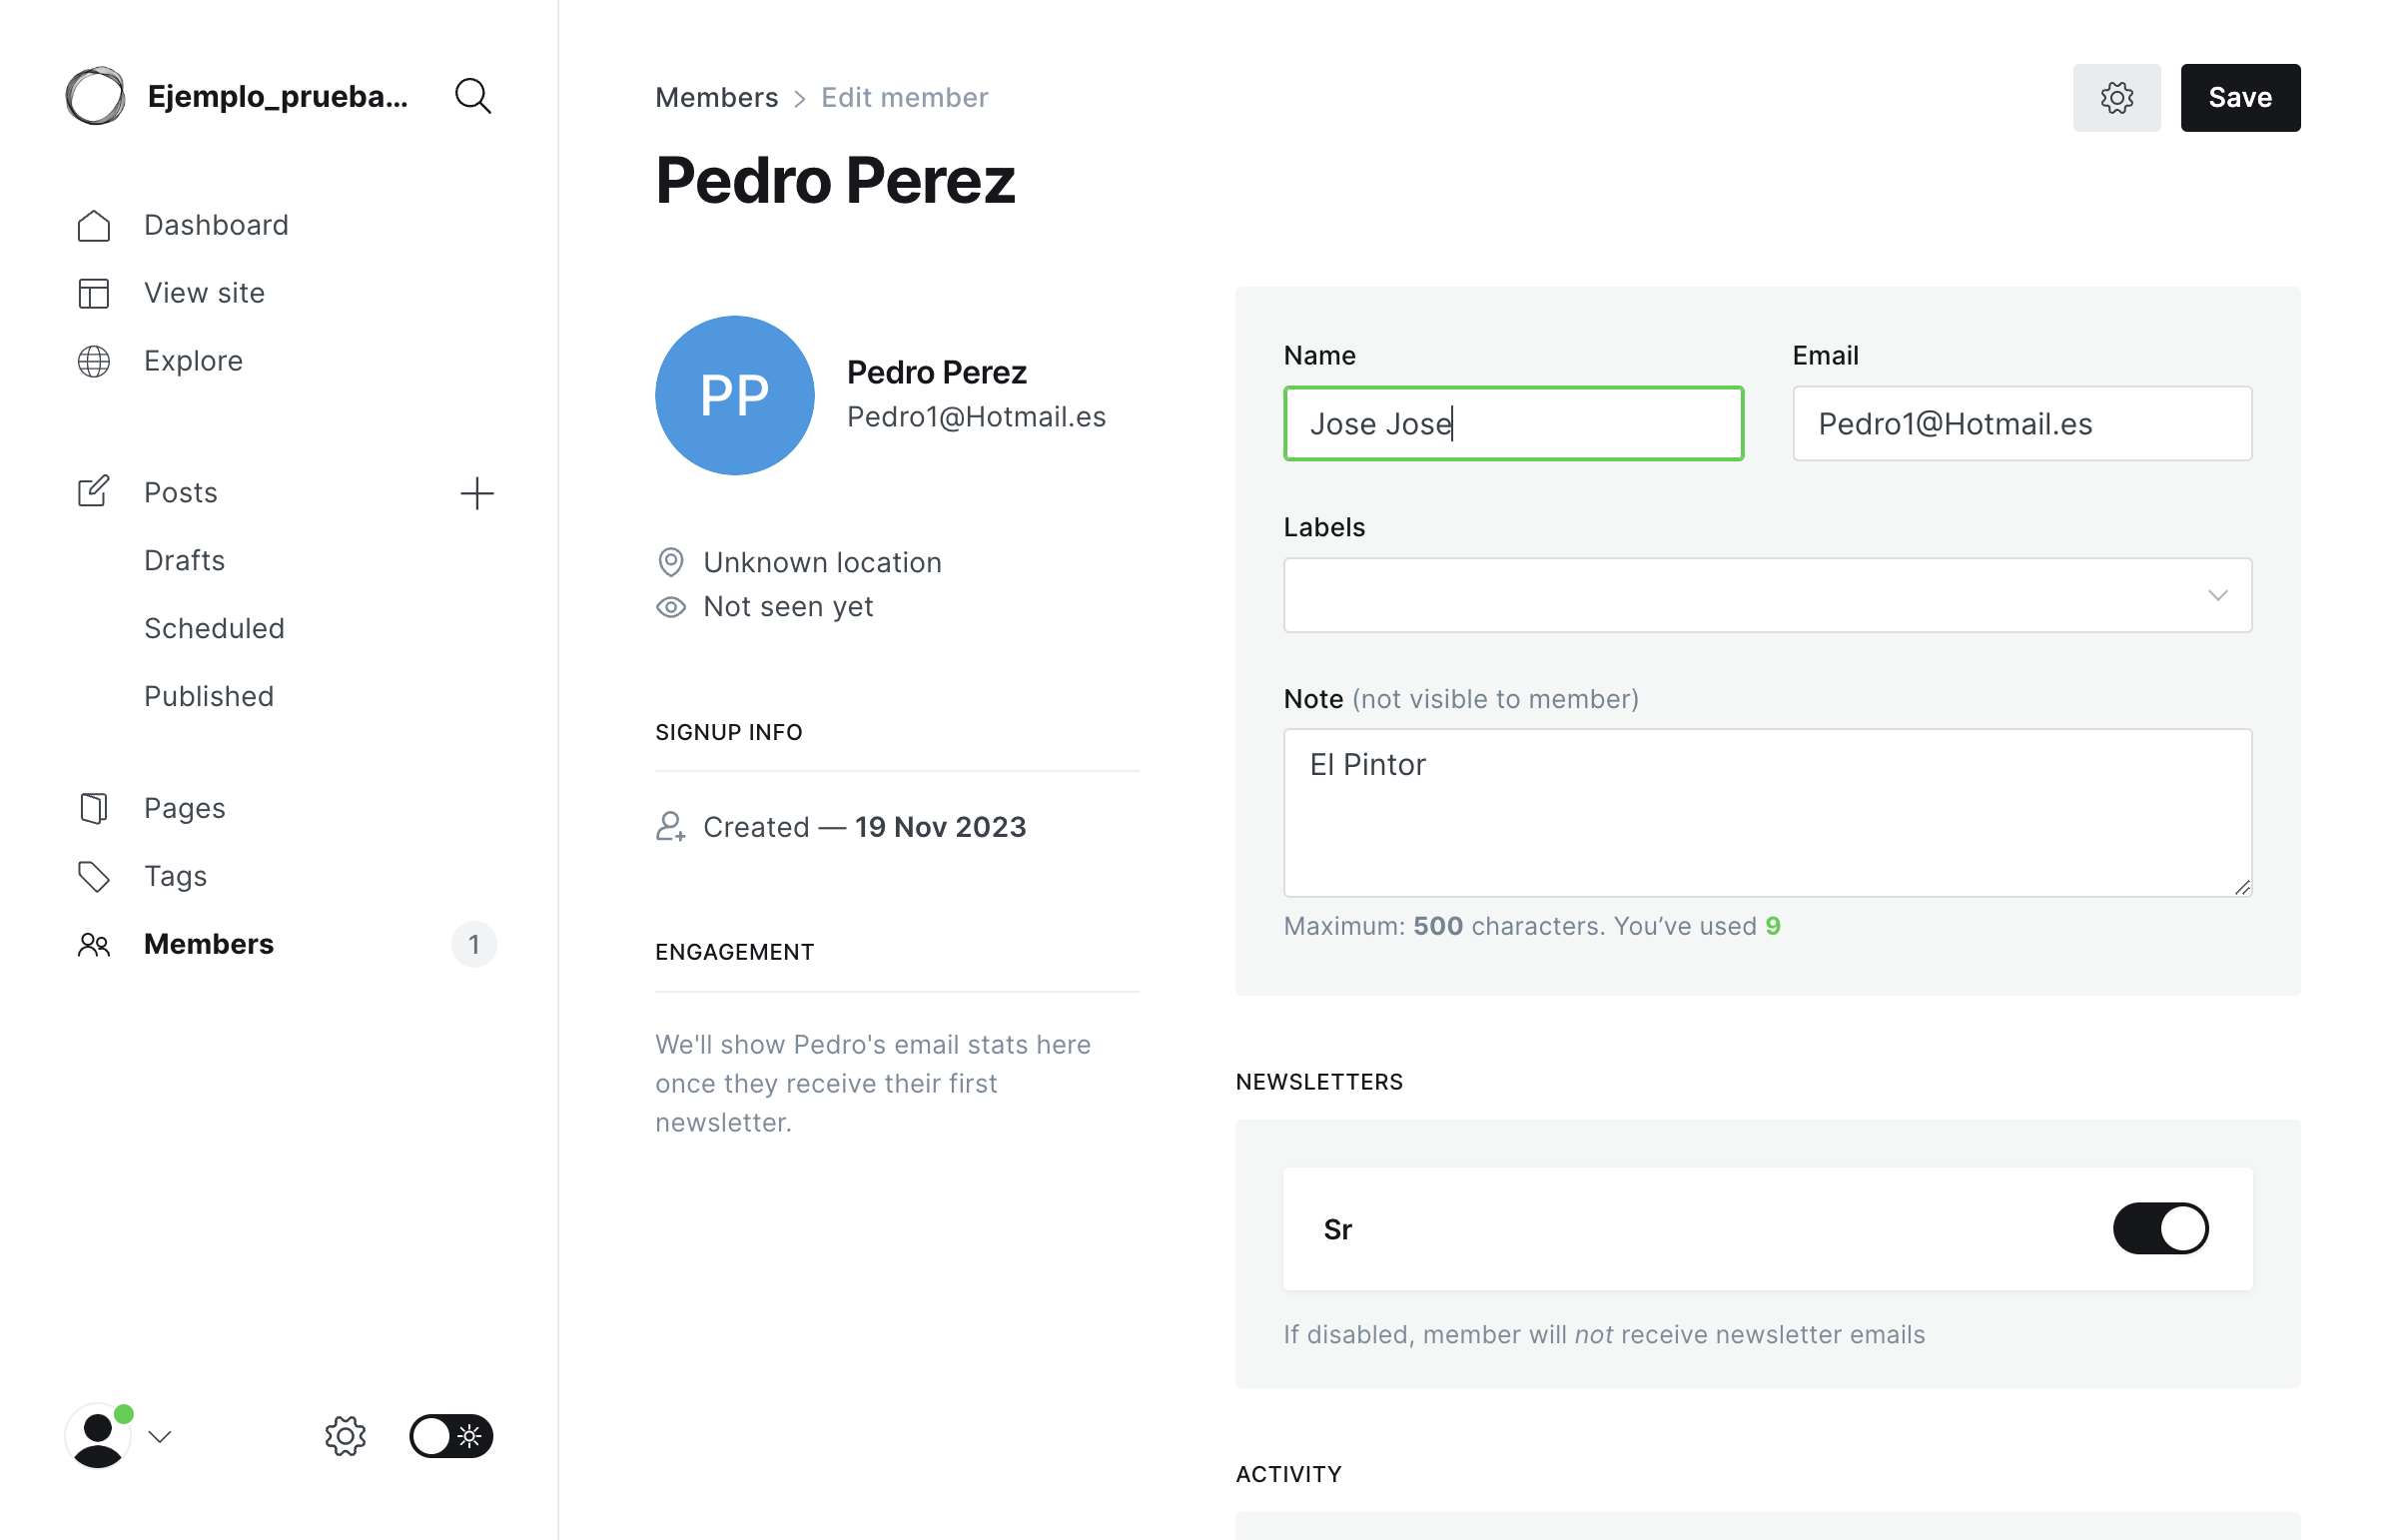 Ejemplo_prueba...
Dashboard
View site
Explore
Posts
Drafts
Scheduled
Published
Pages
Tags
Members
1
Members > Edit member
Save
Pedro Perez
PP
Pedro Perez
Pedro1@Hotmail.es
Unknown location
Not seen yet
SIGNUP INFO
Created — 19 Nov 2023
ENGAGEMENT
We'll show Pedro's email stats here
once they receive their first
newsletter.
Name
Jose Jose
Email
Pedro1@Hotmail.es
Labels
Note (not visible to member)
El Pintor
Maximum: 500 characters. You’ve used 9
NEWSLETTERS
Sr
If disabled, member will not receive newsletter emails
ACTIVITY